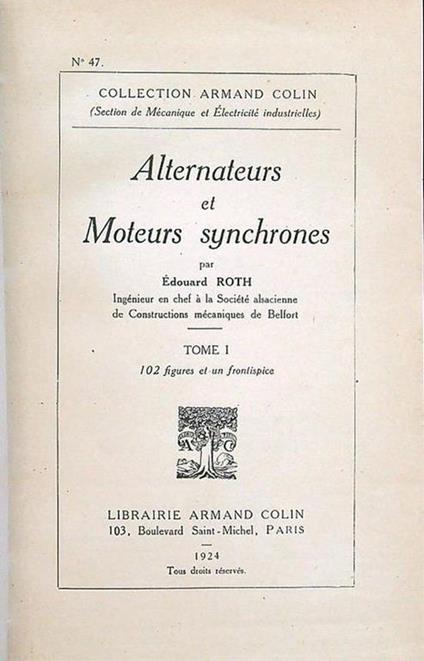 N° 47.
COLLECTION ARMAND COLIN
(Section de Mécanique et Électricité industrielles)
Alternateurs
et
Moteurs synchrones
par
Édouard ROTH
Ingénieur en chef à la Société alsacienne
de Constructions mécaniques de Belfort
TOME I
102 figures et un frontispice
A C
LIBRAIRIE ARMAND COLIN
103, Boulevard Saint-Michel, PARIS
1924
Tous droits réservés.